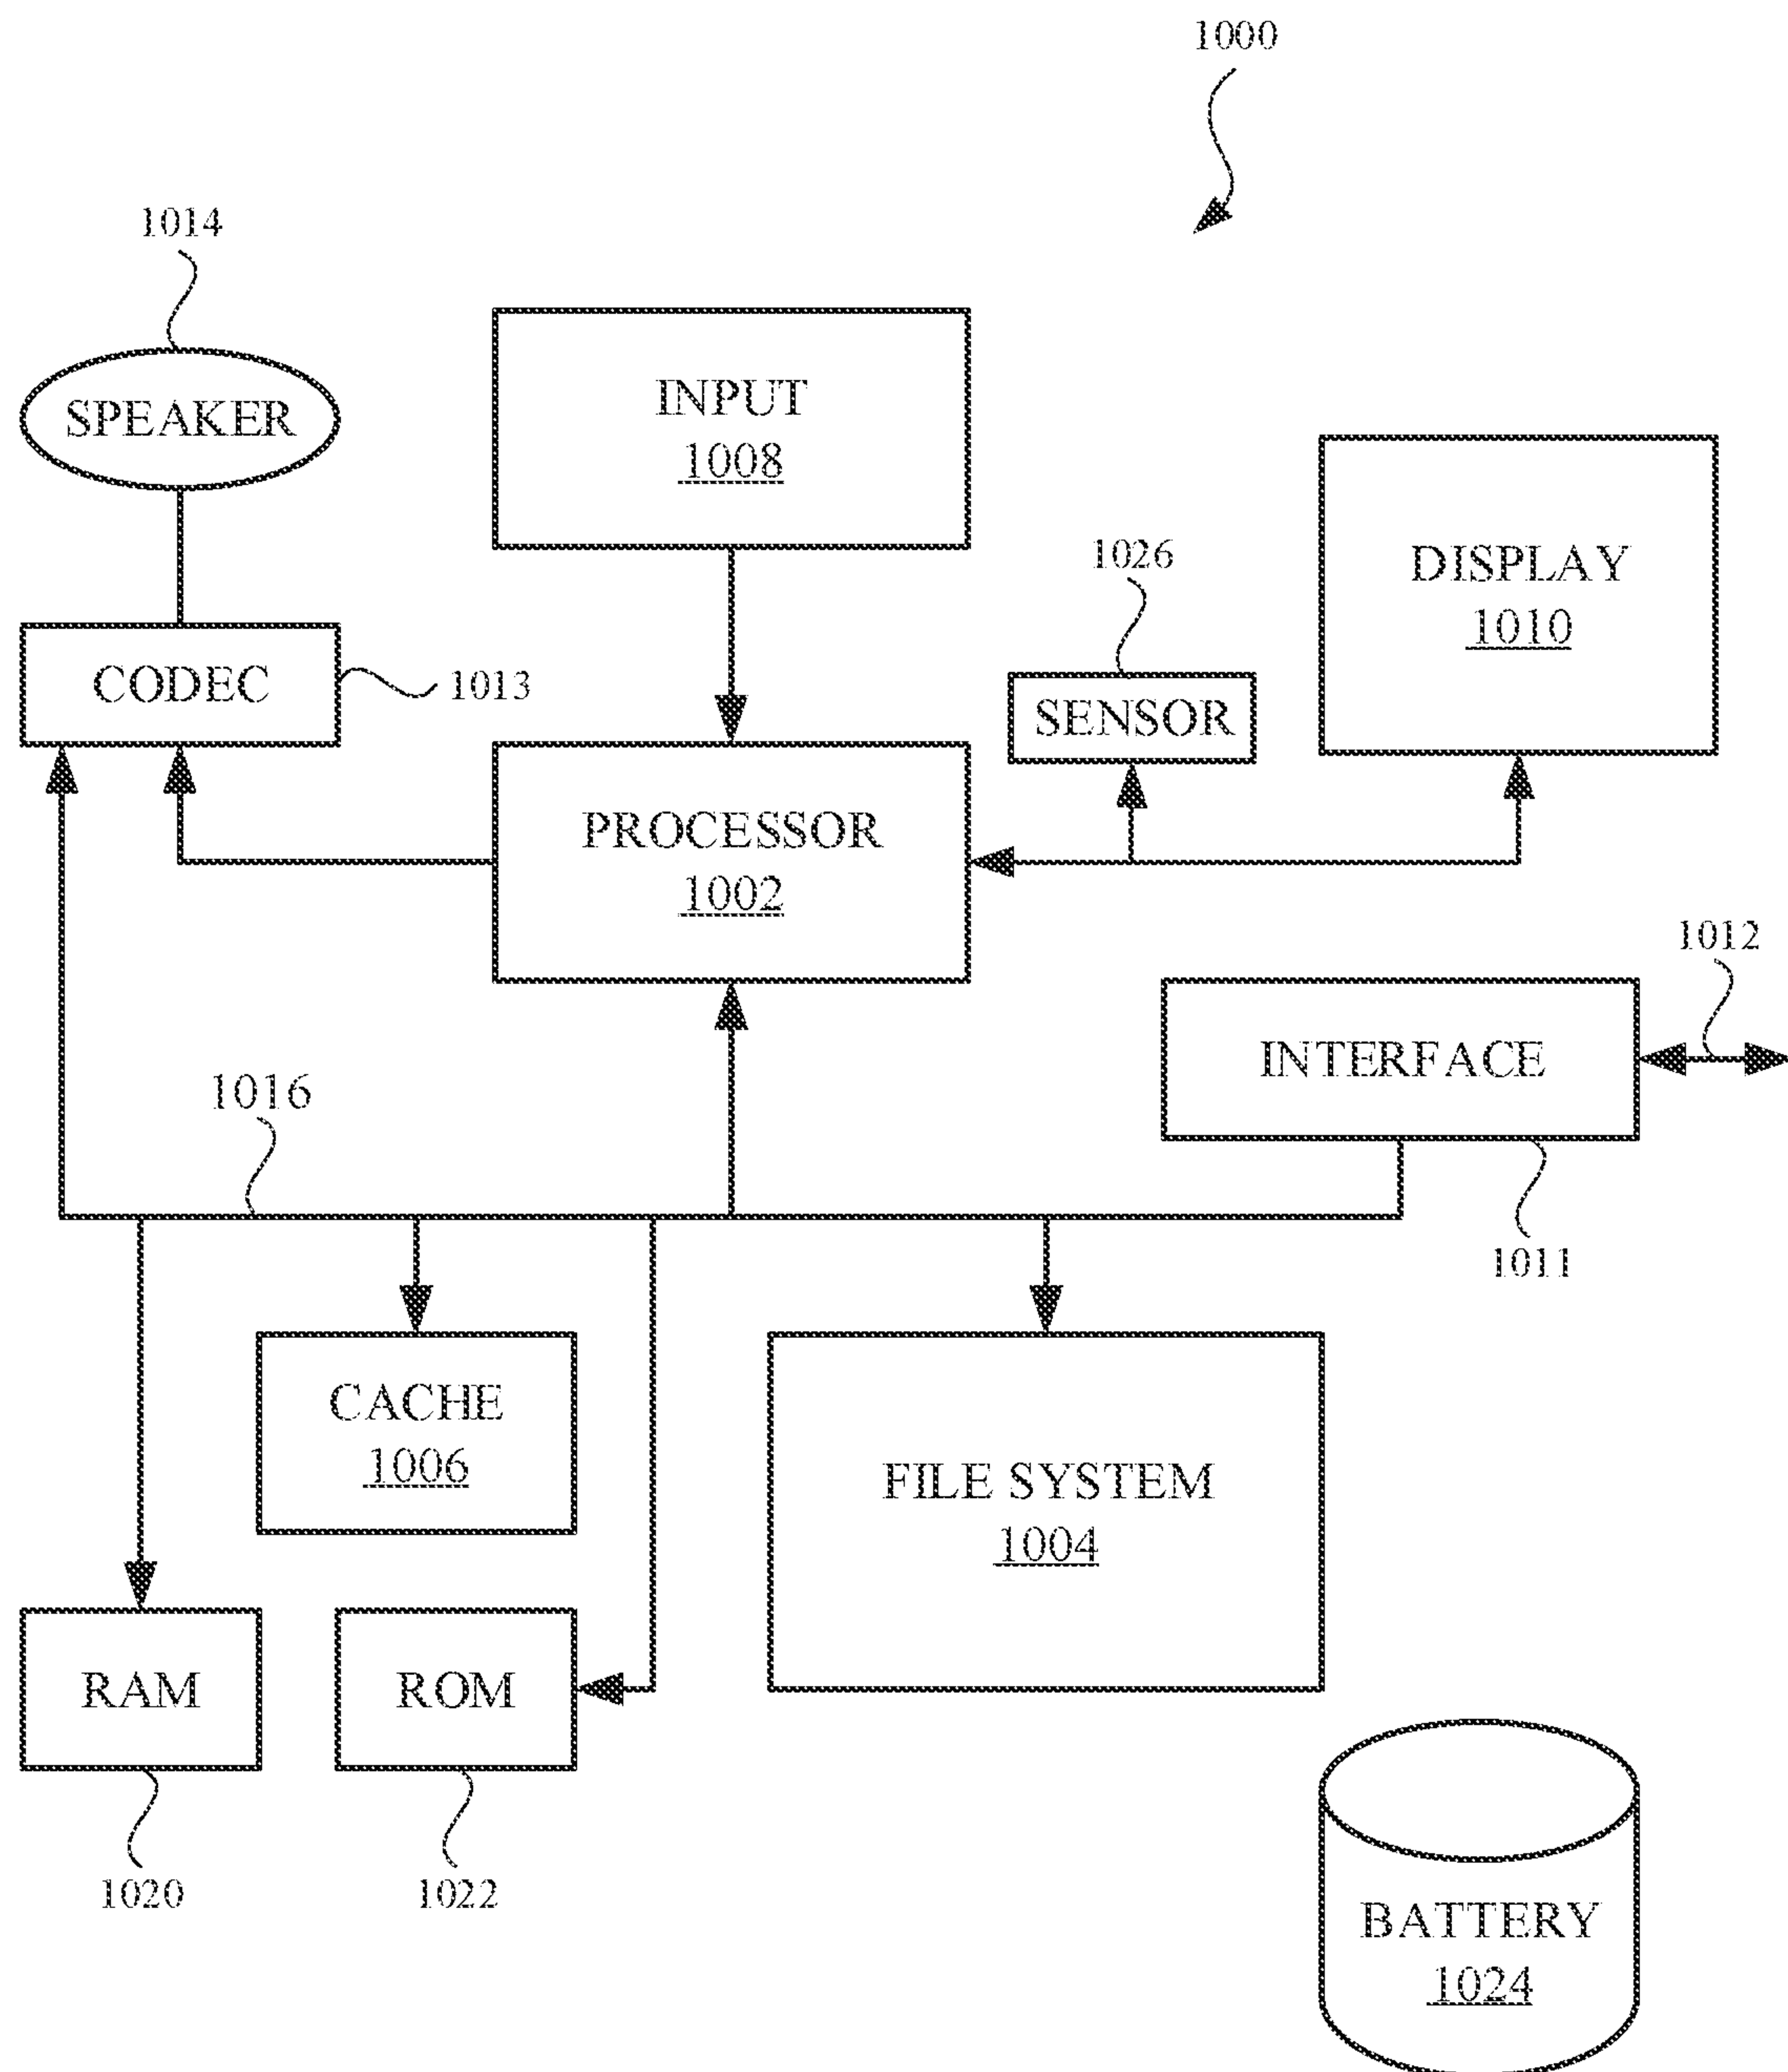 1000
1014
SPEAKER
INPUT
1008
1026
DISPLAY
1010
CODEC
1013
SENSOR
PROCESSOR
1002
1012
INTERFACE
1016
1011
CACHE
1006
FILE SYSTEM
1004
RAM
ROM
1020
1022
BATTERY
1024